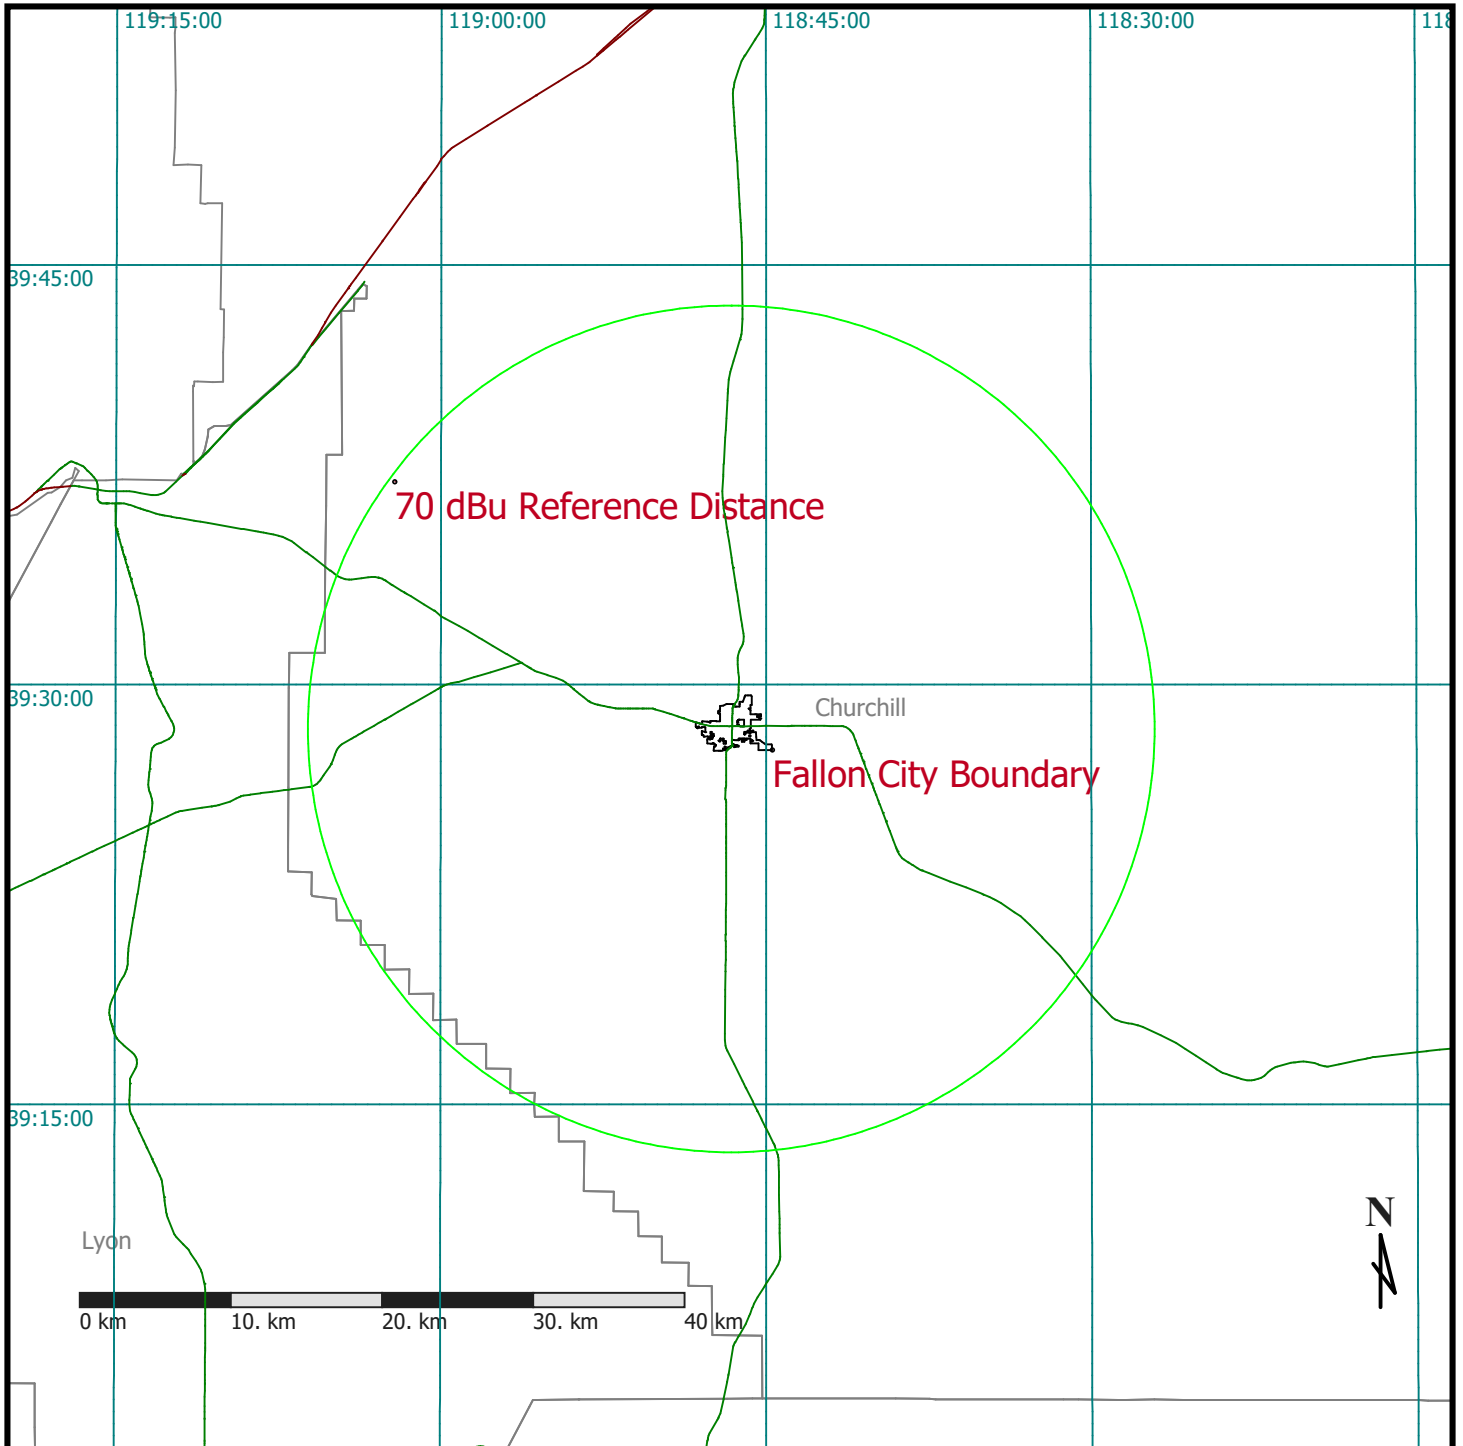 119:15:00 119:00:00 118:45:00 118:30:00
39:45:00
70 dBu Reference Distance
39:30:00
Churchill
Fallon City Boundary
39:15:00
N
Lyon
0 km 10. km 20. km 30. km 40 km